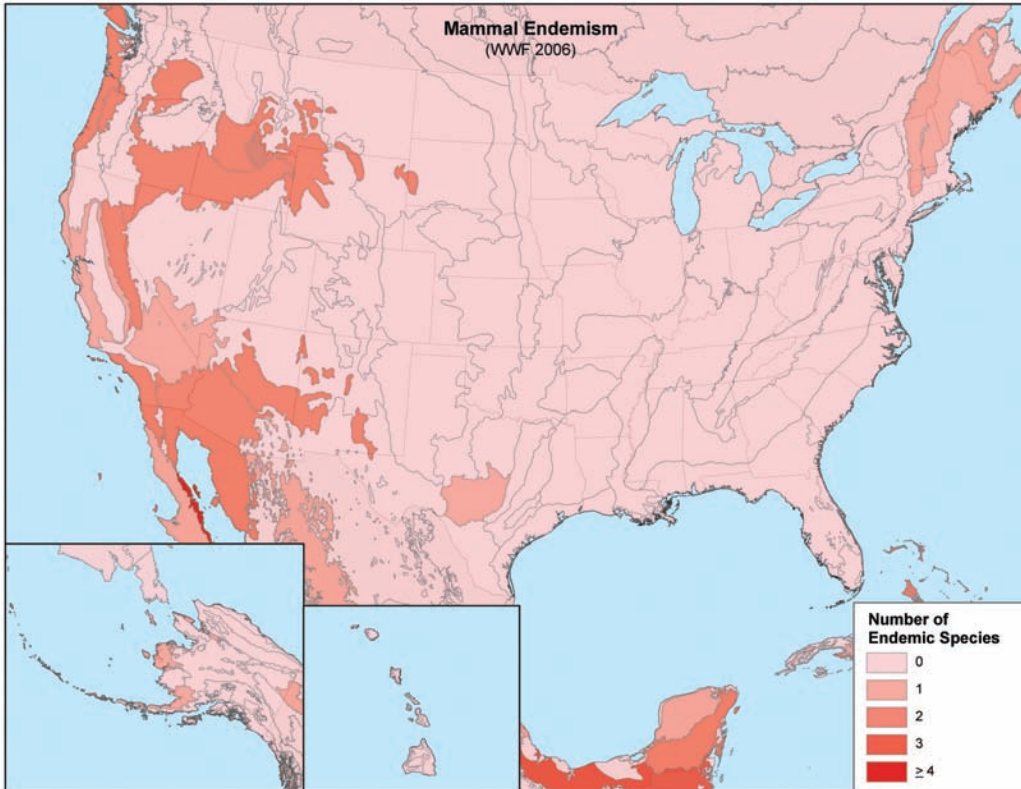 Mammal Endemism
(WWF 2006)
Number of
Endemic Species
0
1
2
3
≥ 4